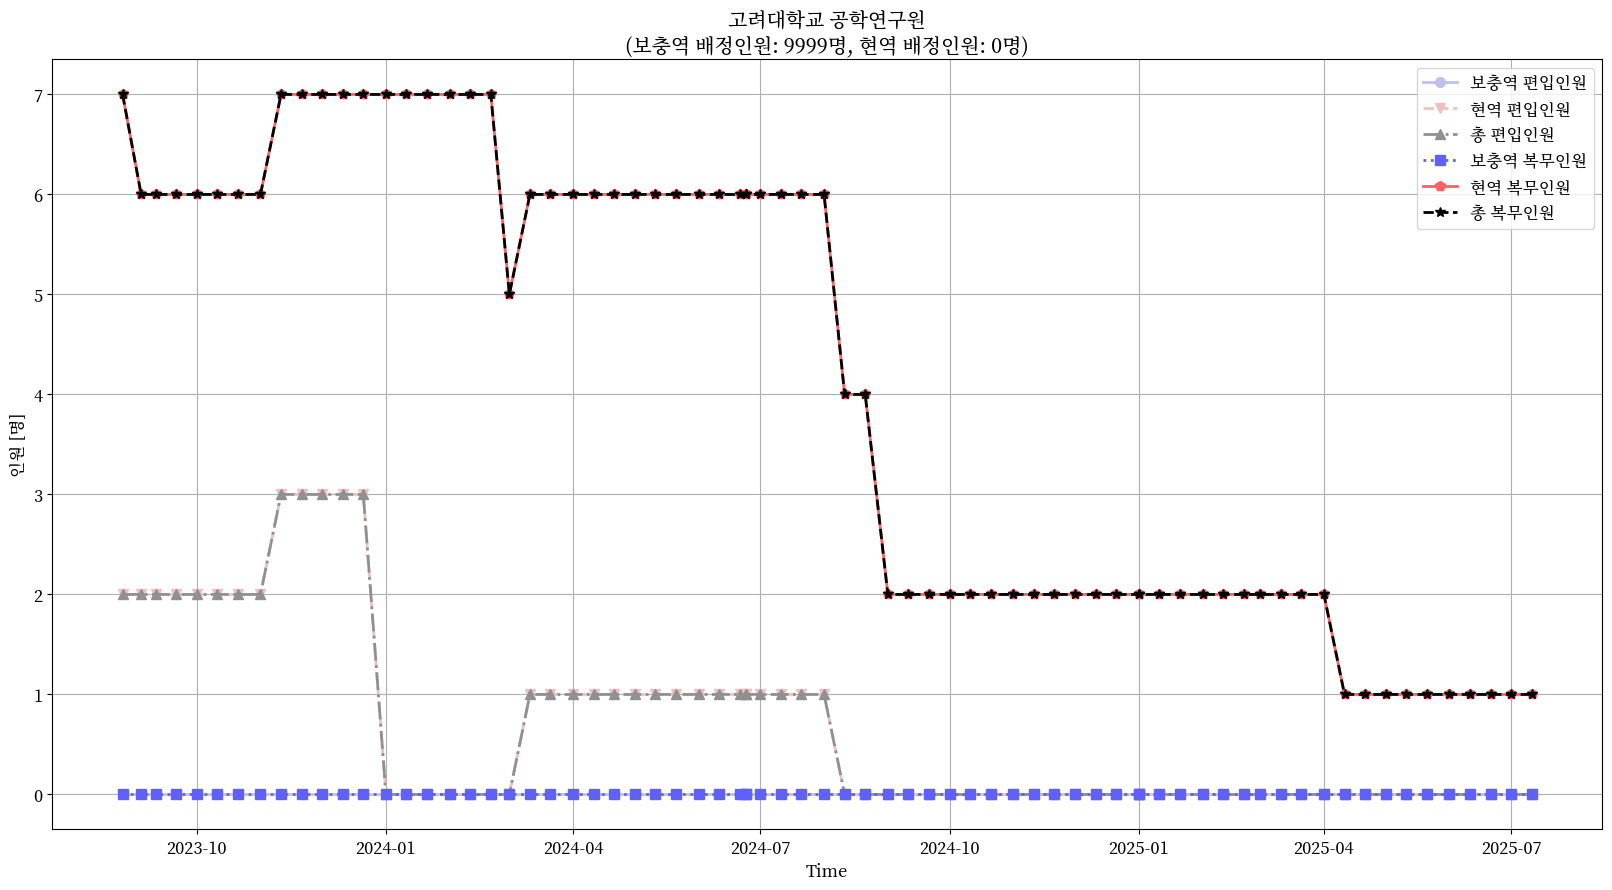 고려대학교 공학연구원
(보충역 배정인원: 9999명, 현역 배정인원: 0명)
보충역 편입인원
현역 편입인원
총 편입인원
보충역 복무인원
현역 복무인원
총 복무인원
7
6
5
4
3
2
1
0
인원 [명]
2023-10
2024-01
2024-04
2024-07
2024-10
2025-01
2025-04
2025-07
Time